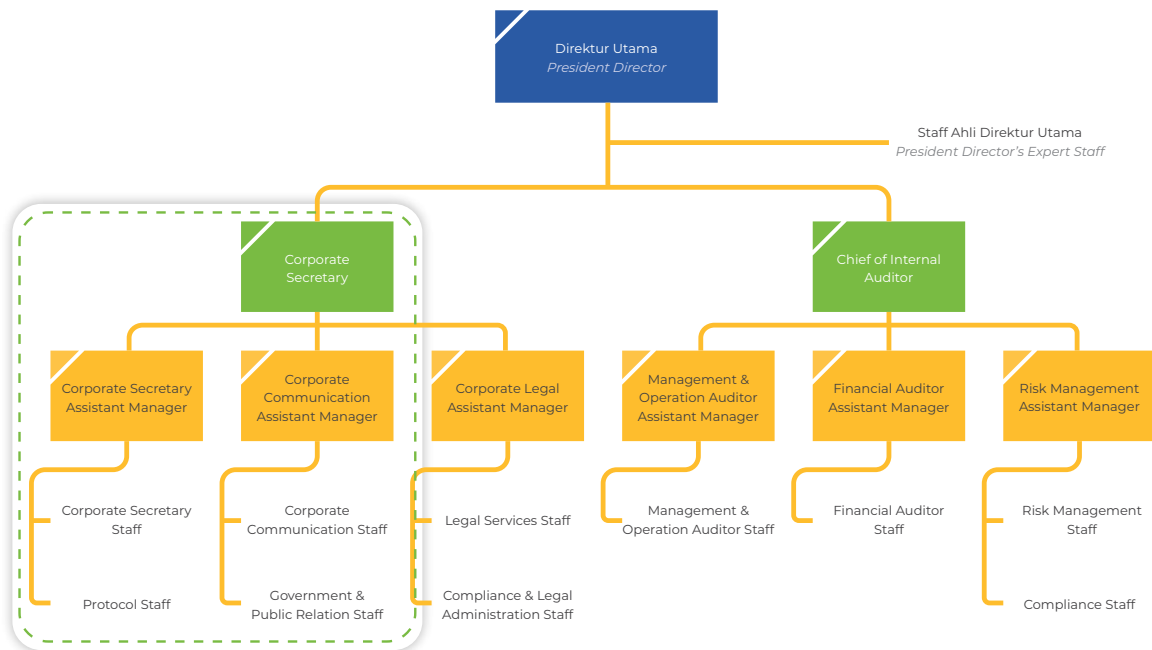 Direktur Utama
President Director
Staff Ahli Direktur Utama
President Director's Expert Staff
Corporate
Secretary
Chief of Internal
Auditor
Corporate Secretary
Assistant Manager
Corporate
Communication
Assistant Manager
Corporate Legal
Assistant Manager
Management &
Operation Auditor
Assistant Manager
Financial Auditor
Assistant Manager
Risk Management
Assistant Manager
Corporate Secretary
Staff
Corporate
Communication Staff
Legal Services Staff
Management &
Operation Auditor Staff
Financial Auditor
Staff
Risk Management
Staff
Protocol Staff
Government &
Public Relation Staff
Compliance & Legal
Administration Staff
Compliance Staff